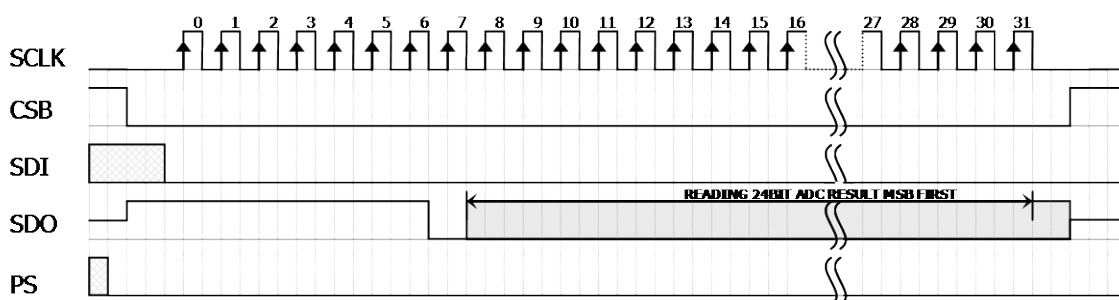 0 1 2 3 4 5 6 7 8 9 10 11 12 13 14 15 16 27 28 29 30 31
SCLK
CSB
SDI
READING 24BIT ADC RESULT MSB FIRST
SDO
PS